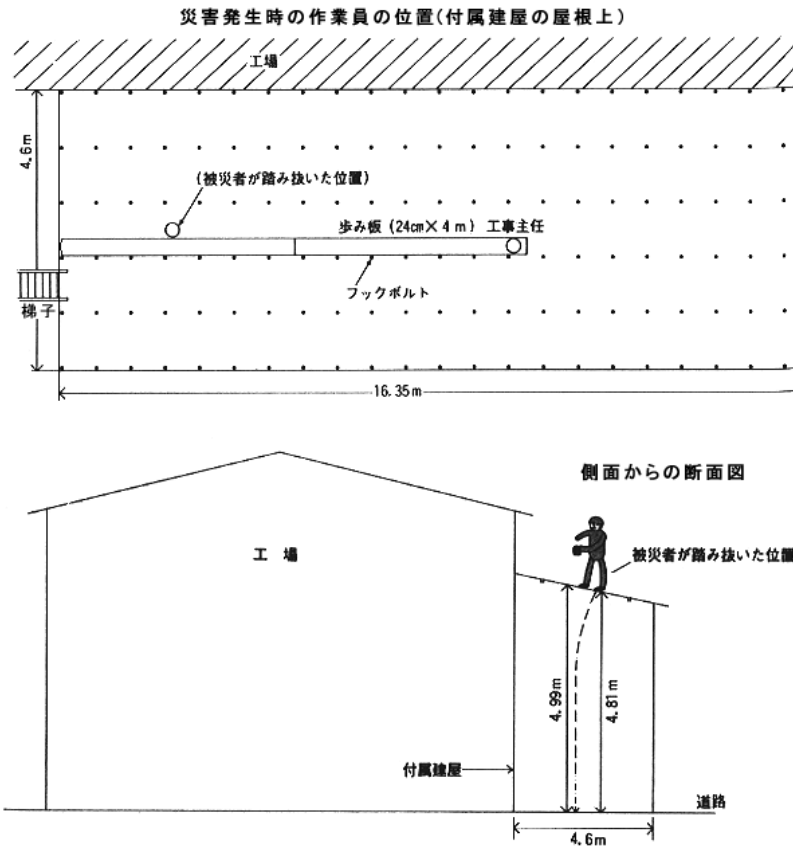 災害発生時の作業員の位置(付属建屋の屋根上)
工場
4.6m
(被災者が踏み抜いた位置)
歩み板(24cm×4m) 工事主任
フックボルト
梯子
16.35m
側面からの断面図
工場
被災者が踏み抜いた位置
4.99m
4.81m
付属建屋
道路
4.6m